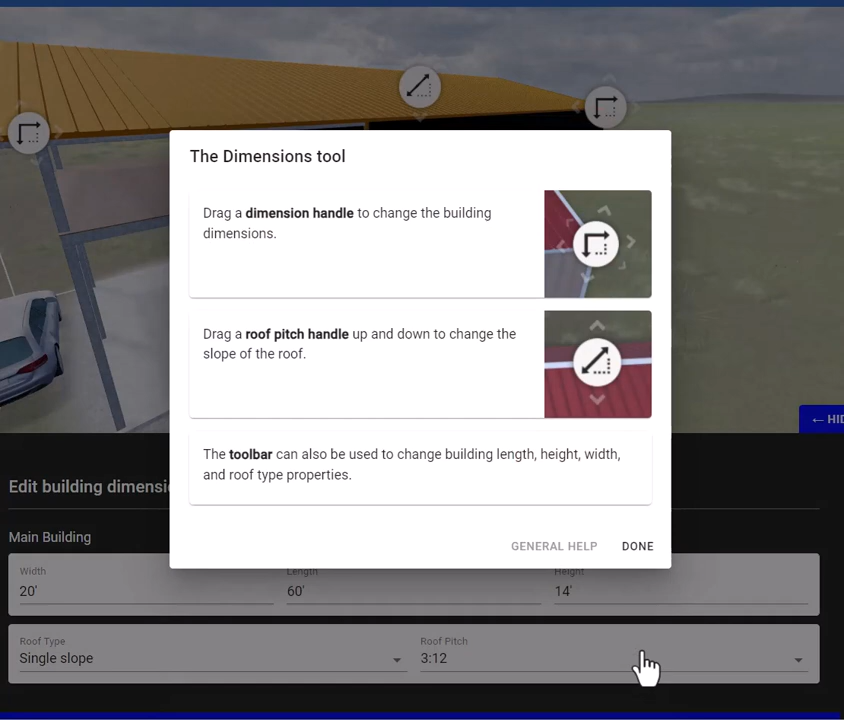 The Dimensions tool
Drag a dimension handle to change the building
dimensions.
Drag a roof pitch handle up and down to change the
slope of the roof.
The toolbar can also be used to change building length, height, width,
and roof type properties.
GENERAL HELP DONE
← HID
Edit building dimensi
Main Building
Width Length Height
20' 60' 14'
Roof Type Roof Pitch
Single slope 3:12